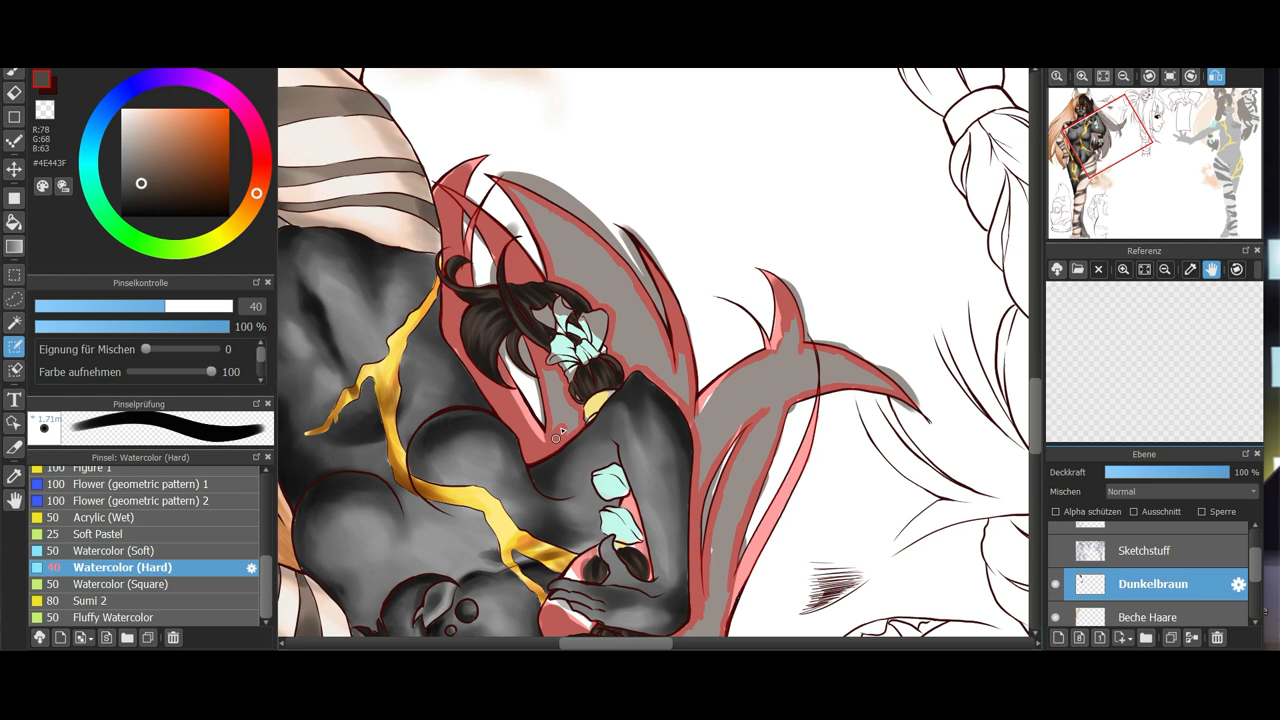 R:78
G:68
B:63
#4E443F
Pinselkontrolle
40
100 %
Eignung für Mischen 0
Farbe aufnehmen 100
Pinselprüfung
* 1.71m
Pinsel: Watercolor (Hard)
100 Figure 1
100 Flower (geometric pattern) 1
100 Flower (geometric pattern) 2
50 Acrylic (Wet)
25 Soft Pastel
50 Watercolor (Soft)
40 Watercolor (Hard)
50 Watercolor (Square)
80 Sumi 2
50 Fluffy Watercolor
Referenz
Ebene
Deckkraft 100 %
Mischen Normal
Alpha schützen Ausschnitt Sperre
Sketchstuff
Dunkelbraun
Beche Haare